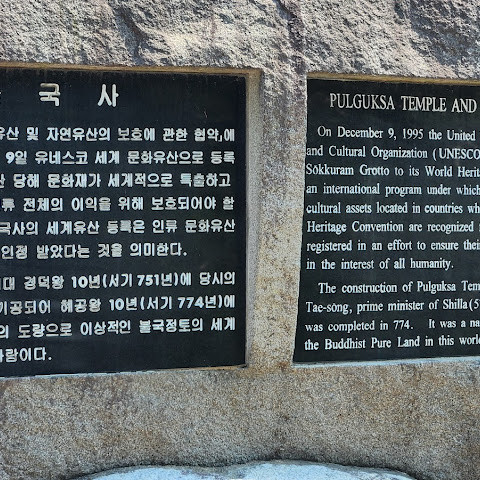 국 사
유산 및 자연유산의 보호에 관한 협약』에
9일 유네스코 세계 문화유산으로 등록
당해 문화재가 세계적으로 특출하고
류 전체의 이익을 위해 보호되어야 할
국사의 세계유산 등록은 인류 문화유산
인정 받았다는 것을 의미한다.
대 경덕왕 10년(서기 751년)에 당시의
기공되어 혜공왕 10년(서기 774년)에
의 도량으로 이상적인 불국정토의 세계
람이다.
PULGUKSA TEMPLE AND
On December 9, 1995 the United
and Cultural Organization (UNESCO
Sŏkkuram Grotto to its World Herit
an international program under which
cultural assets located in countries wh
Heritage Convention are recognized
registered in an effort to ensure thei
in the interest of all humanity.
The construction of Pulguksa Tem
Tae-sŏng, prime minister of Shilla (5
was completed in 774. It was a na
the Buddhist Pure Land in this world